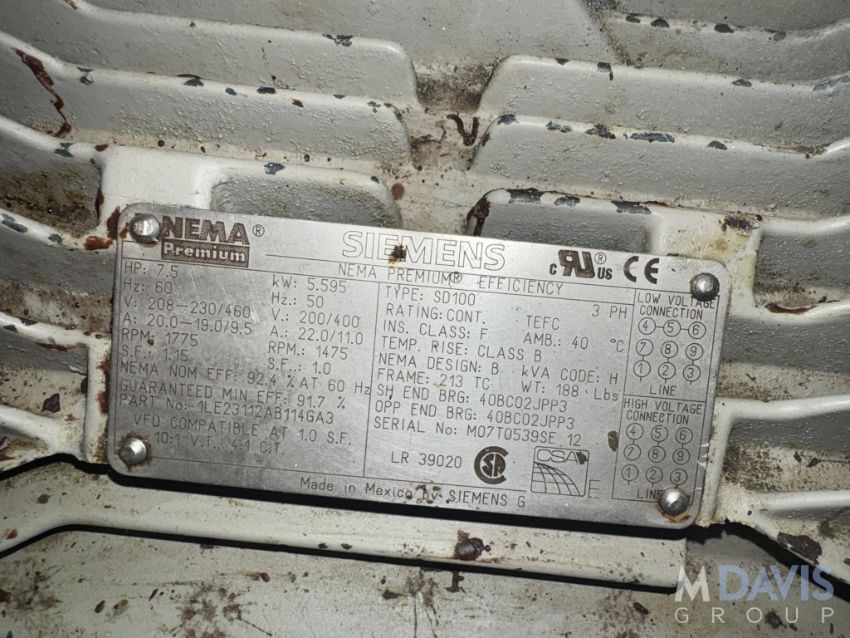 NEMA ®
Premium
SIEMENS
C UR US ® CE
NEMA PREMIUM® EFFICIENCY
HP: 7.5 kW: 5.595
Hz: 60 Hz: 50
V: 208-230/460 V.: 200/400
A: 20.0-19.0/9.5 A.: 22.0/11.0
RPM: 1775 RPM: 1475
S.F.: 1.15 S.F.: 1.0
NEMA NOM EFF: 92.4 % AT 60 Hz
GUARANTEED MIN EFF: 91.7 %
PART No: 1LE23112AB114GA3
VFD COMPATIBLE AT 1.0 S.F.
10:1 V.T., 4:1 C.T.
TYPE: SD100 3 PH
RATING: CONT. TEFC
INS. CLASS: F AMB.: 40 °C
TEMP. RISE: CLASS B
NEMA DESIGN: B kVA CODE: H
FRAME: 213 TC WT: 188 Lbs
SH END BRG: 40BC02JPP3
OPP END BRG: 40BC02JPP3
SERIAL No: M07T0539SE 12
LR 39020 CSA E
Made in Mexico by SIEMENS G
LOW VOLTAGE
CONNECTION
4 5 6
7 8 9
1 2 3
LINE
HIGH VOLTAGE
CONNECTION
4 5 6
7 8 9
1 2 3
LINE
M DAVIS
GROUP